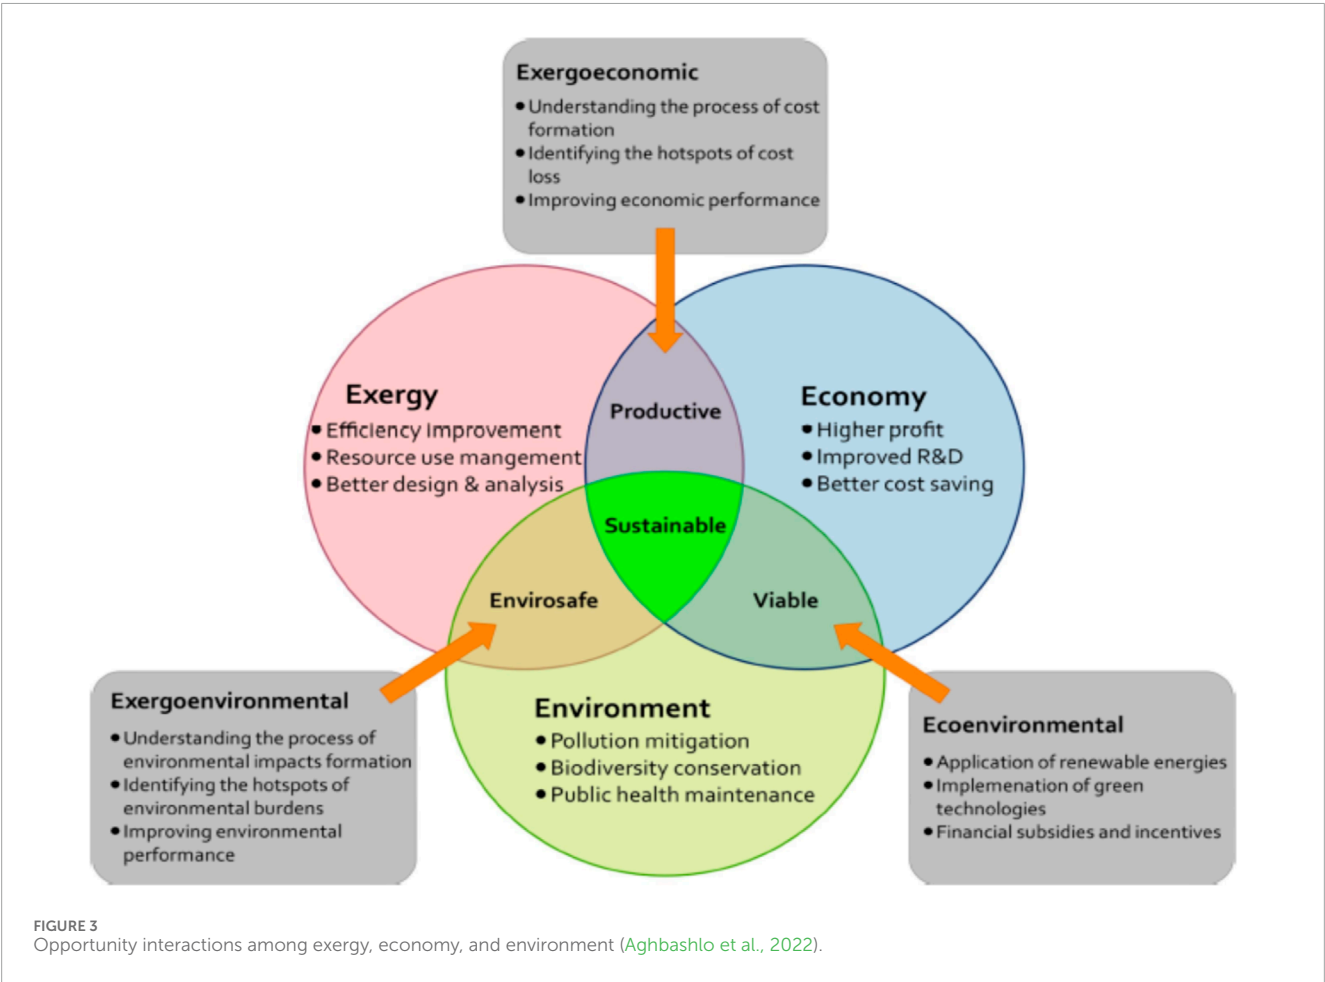 Exergoeconomic
• Understanding the process of cost
formation
• Identifying the hotspots of cost
loss
• Improving economic performance
Exergy
• Efficiency Improvement
• Resource use mangement
• Better design & analysis
Productive
Economy
• Higher profit
• Improved R&D
• Better cost saving
Sustainable
Envirosafe
Viable
Exergoenvironmental
• Understanding the process of
environmental impacts formation
• Identifying the hotspots of
environmental burdens
• Improving environmental
performance
Environment
• Pollution mitigation
• Biodiversity conservation
• Public health maintenance
Ecoenvironmental
• Application of renewable energies
• Implemenation of green
technologies
• Financial subsidies and incentives
FIGURE 3
Opportunity interactions among exergy, economy, and environment (Aghbashlo et al., 2022).